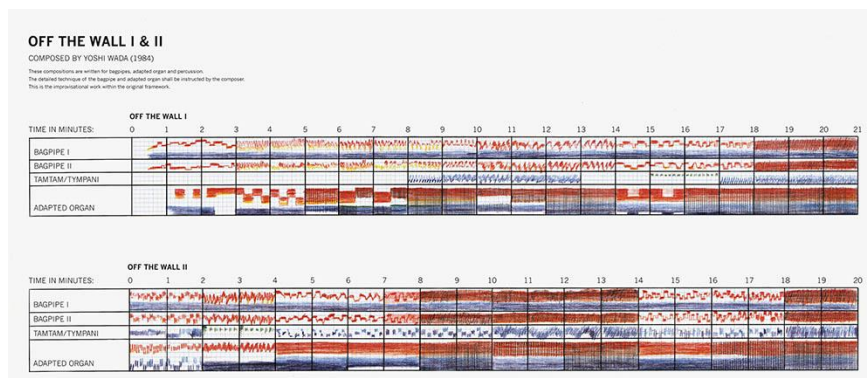 OFF THE WALL I & II
COMPOSED BY YOSHI WADA (1984)
These compositions are written for bagpipes, adapted organ and percussion.
The detailed technique of the bagpipe and adapted organ shall be instructed by the composer.
This is the improvisational work within the original framework.
OFF THE WALL I
TIME IN MINUTES: 0 1 2 3 4 5 6 7 8 9 10 11 12 13 14 15 16 17 18 19 20 21
BAGPIPE I
BAGPIPE II
TAMTAM/TYMPANI
ADAPTED ORGAN
OFF THE WALL II
TIME IN MINUTES: 0 1 2 3 4 5 6 7 8 9 10 11 12 13 14 15 16 17 18 19 20
BAGPIPE I
BAGPIPE II
TAMTAM/TYMPANI
ADAPTED ORGAN